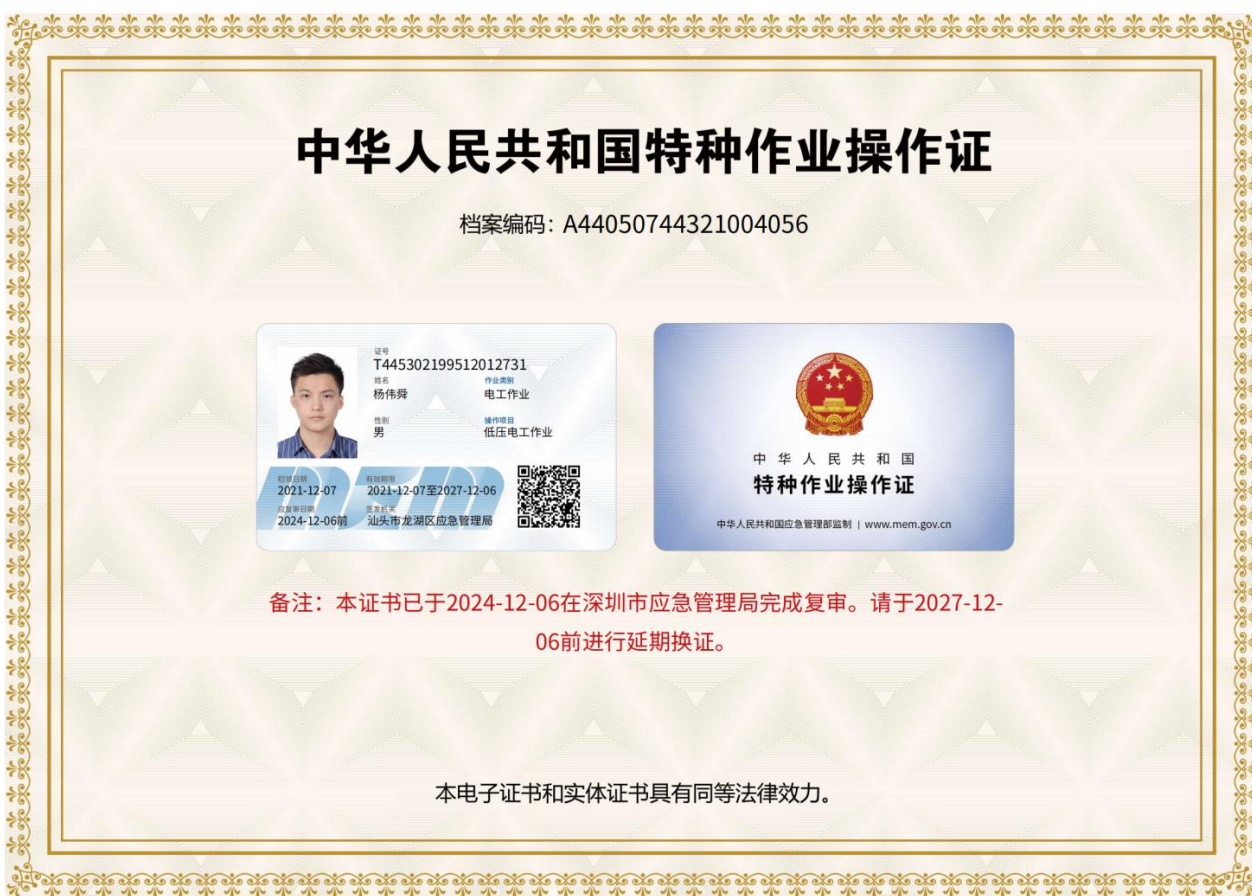 中华人民共和国特种作业操作证
档案编码：A44050744321004056
证号
T445302199512012731
姓名
杨伟舜
作业类别
电工作业
性别
男
操作项目
低压电工作业
初领日期
2021-12-07
有效期限
2021-12-07至2027-12-06
应复审日期
2024-12-06前
签发机关
汕头市龙湖区应急管理局
中华人民共和国
特种作业操作证
中华人民共和国应急管理部监制 | www.mem.gov.cn
备注：本证书已于2024-12-06在深圳市应急管理局完成复审。请于2027-12-
06前进行延期换证。
本电子证书和实体证书具有同等法律效力。